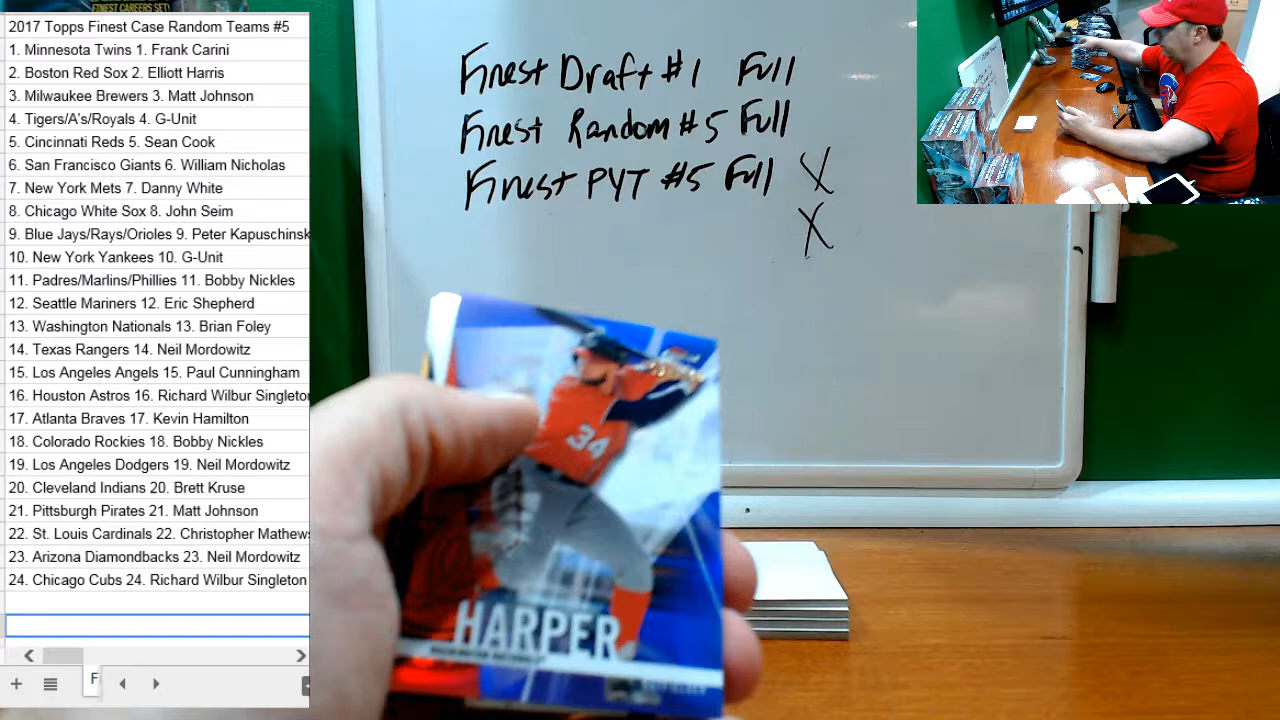 FINEST CAREERS SET!
2017 Topps Finest Case Random Teams #5
1. Minnesota Twins 1. Frank Carini
2. Boston Red Sox 2. Elliott Harris
3. Milwaukee Brewers 3. Matt Johnson
4. Tigers/A's/Royals 4. G-Unit
5. Cincinnati Reds 5. Sean Cook
6. San Francisco Giants 6. William Nicholas
7. New York Mets 7. Danny White
8. Chicago White Sox 8. John Seim
9. Blue Jays/Rays/Orioles 9. Peter Kapuschinsk
10. New York Yankees 10. G-Unit
11. Padres/Marlins/Phillies 11. Bobby Nickles
12. Seattle Mariners 12. Eric Shepherd
13. Washington Nationals 13. Brian Foley
14. Texas Rangers 14. Neil Mordowitz
15. Los Angeles Angels 15. Paul Cunningham
16. Houston Astros 16. Richard Wilbur Singleto
17. Atlanta Braves 17. Kevin Hamilton
18. Colorado Rockies 18. Bobby Nickles
19. Los Angeles Dodgers 19. Neil Mordowitz
20. Cleveland Indians 20. Brett Kruse
21. Pittsburgh Pirates 21. Matt Johnson
22. St. Louis Cardinals 22. Christopher Mathews
23. Arizona Diamondbacks 23. Neil Mordowitz
24. Chicago Cubs 24. Richard Wilbur Singleton
F
Finest Draft #1 Full
Finest Random #5 Full
Finest PYT #5 Full X
X
34
HARPER
WASHINGTON NATIONALS